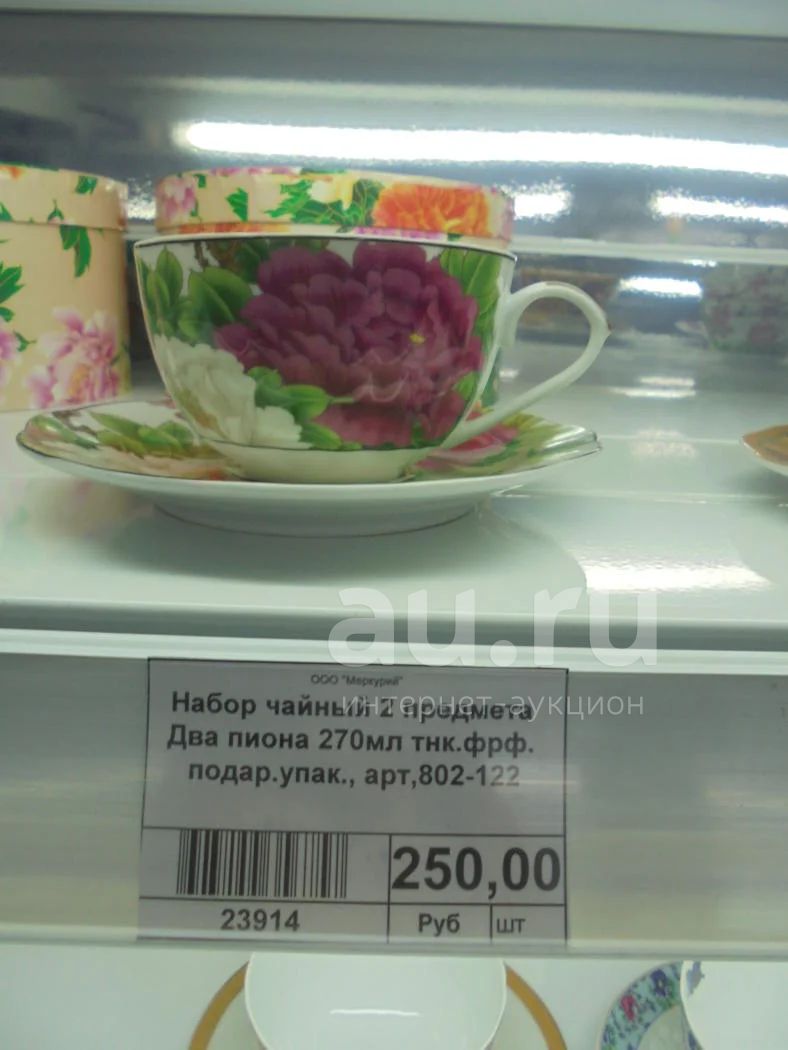 au.ru
интернет-аукцион
ООО "Меркурий"
Набор чайный 2 предмета
Два пиона 270мл тнк.фрф.
подар.упак., арт,802-122
250,00
23914
Руб
шт